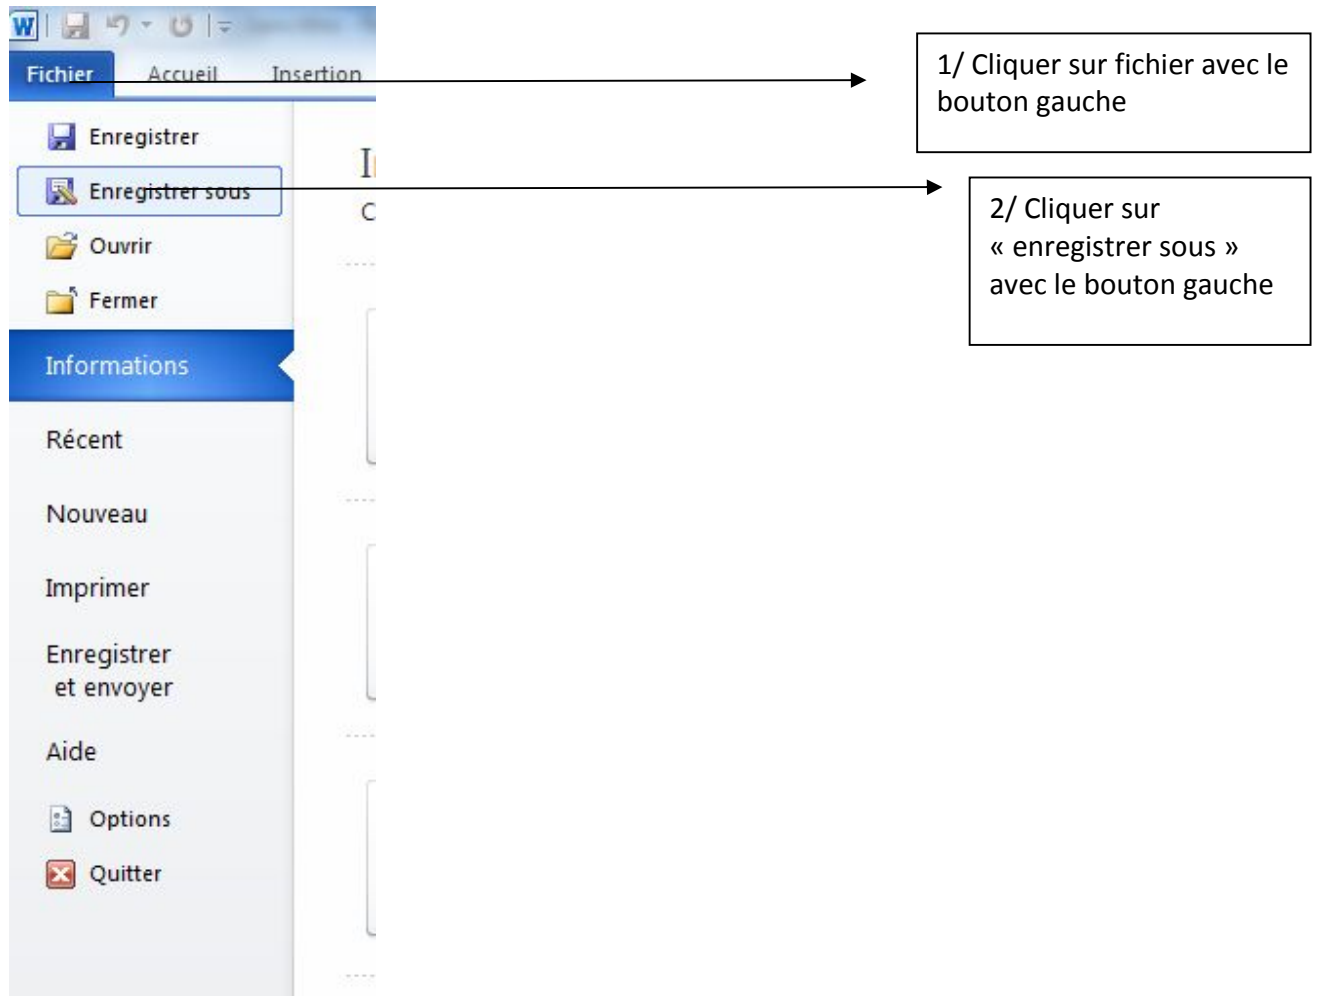 W
Fichier Accueil Insertion
1/ Cliquer sur fichier avec le
bouton gauche
Enregistrer
Enregistrer sous
2/ Cliquer sur
« enregistrer sous »
avec le bouton gauche
Ouvrir
Fermer
Informations
Récent
Nouveau
Imprimer
Enregistrer
et envoyer
Aide
Options
Quitter